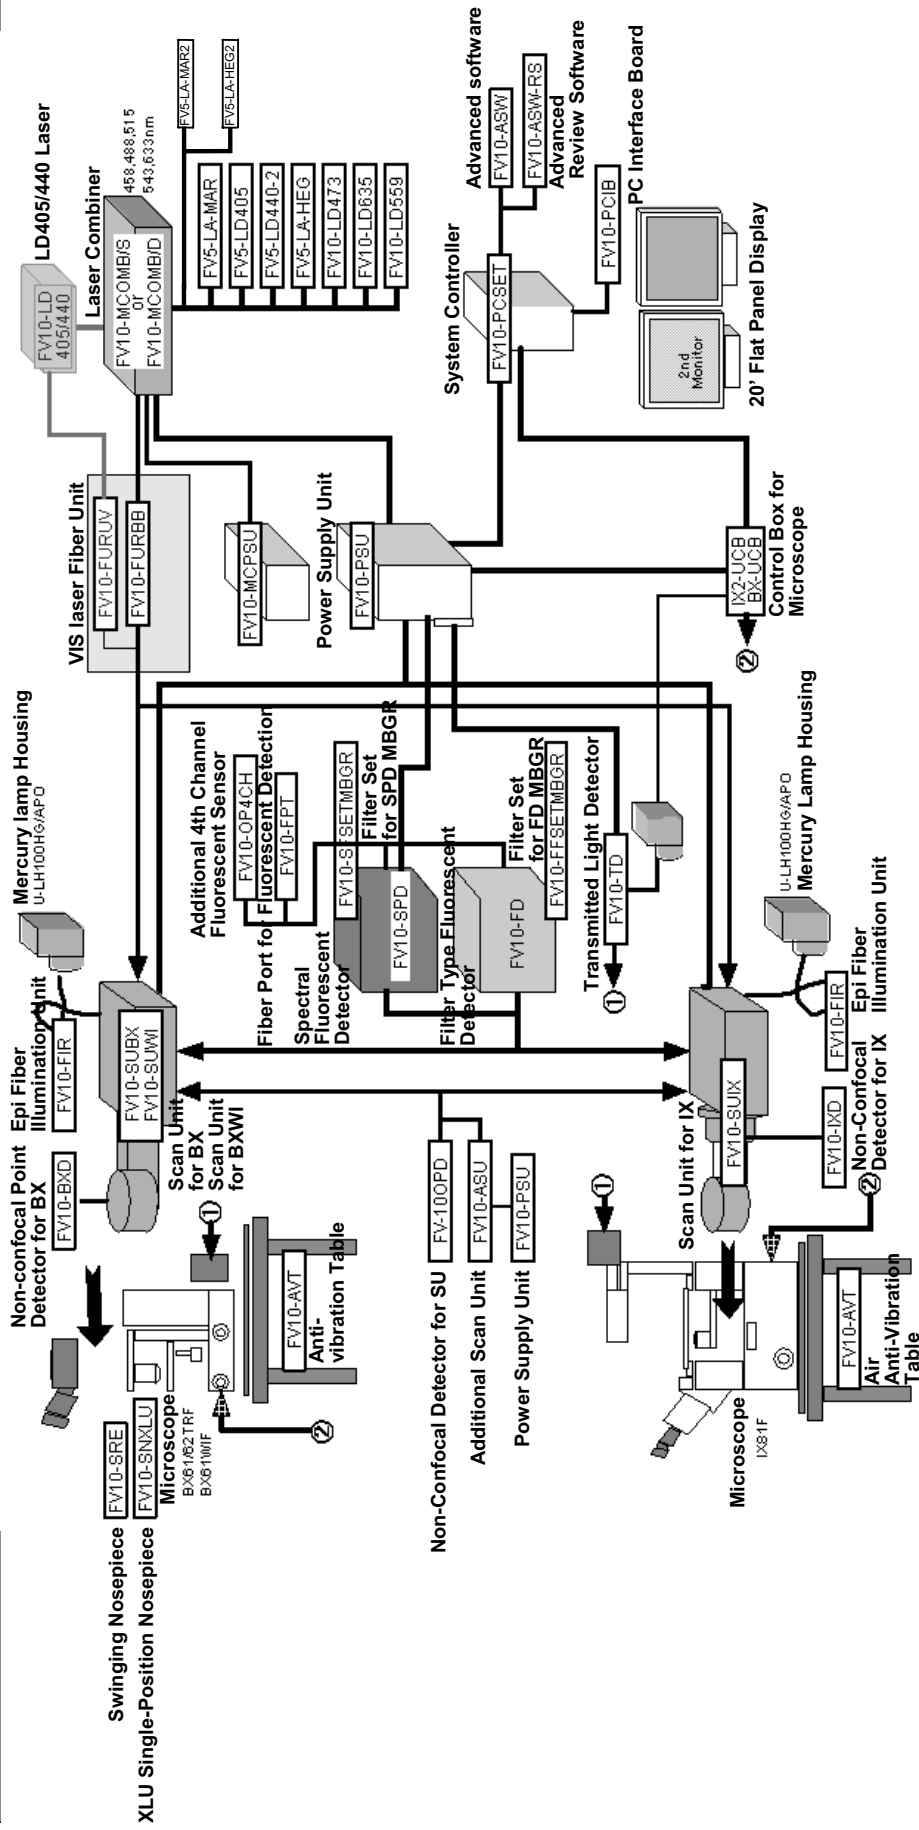 LD405/440 Laser
FV10-LD
405/440
Laser Combiner
FV10-MCOMB/S
or
FV10-MCOMB/D
458,488,515
543,633nm
FV5-LA-MAR2
FV5-LA-HEG2
FV5-LA-MAR
FV5-LD405
FV5-LD440-2
FV5-LA-HEG
FV10-LD473
FV10-LD635
FV10-LD559
VIS laser Fiber Unit
FV10-FURUV
FV10-FURBB
FV10-MCPSU
Power Supply Unit
FV10-PSU
System Controller
FV10-PCSET
Advanced software
FV10-ASW
FV10-ASW-RS
Advanced
Review Software
FV10-PCIB
PC Interface Board
2nd
Monitor
20' Flat Panel Display
IX2-UCB
BX-UCB
Control Box for
Microscope
②
Mercury lamp Housing
U-LH100HG/APO
Epi Fiber
Illumination Unit
FV10-FIR
Non-confocal Point
Detector for BX
FV10-BXD
FV10-SUBX
FV10-SUWI
Scan Unit
for BX
Scan Unit
for BXWI
Additional 4th Channel
Fluorescent Sensor
FV10-OP4CH
Fiber Port for Fluorescent Detection
FV10-FPT
Spectral
Fluorescent
Detector
FV10-SFSETMBGR
Filter Set
for SPD MBGR
FV10-SPD
Filter Type Fluorescent
Detector
FV10-FD
Filter Set
for FD MBGR
FV10-FFSETMBGR
Transmitted Light Detector
FV10-TD
①
U-LH100HG/APO
Mercury Lamp Housing
FV10-FIR
Epi Fiber
Illumination Unit
Scan Unit for IX
FV10-SUIX
FV10-IXD
Non-Confocal
Detector for IX
②
①
FV10-AVT
Air
Anti-Vibration
Table
Microscope
IX81F
Non-Confocal Detector for SU
FV-10OPD
Additional Scan Unit
FV10-ASU
Power Supply Unit
FV10-PSU
①
FV10-AVT
Anti-
vibration Table
②
Swinging Nosepiece
FV10-SRE
XLU Single-Position Nosepiece
FV10-SNXLU
Microscope
BX61/62TRF
BX61WIF